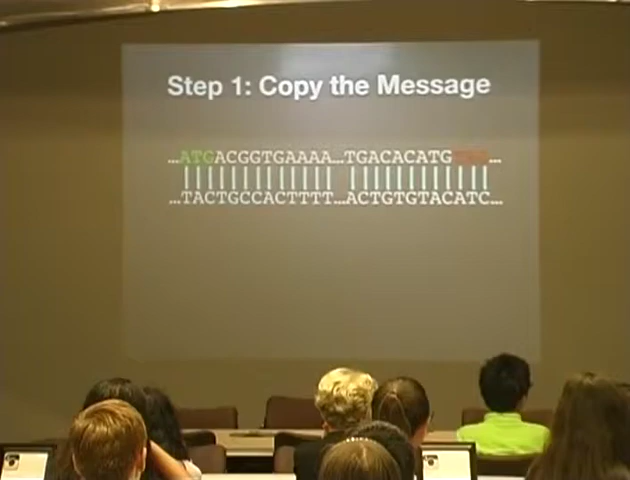 Step 1: Copy the Message
...ATGACGGTGAAAA...TGACACATG
...TACTGCCACTTTT...ACTGTGTACATC...